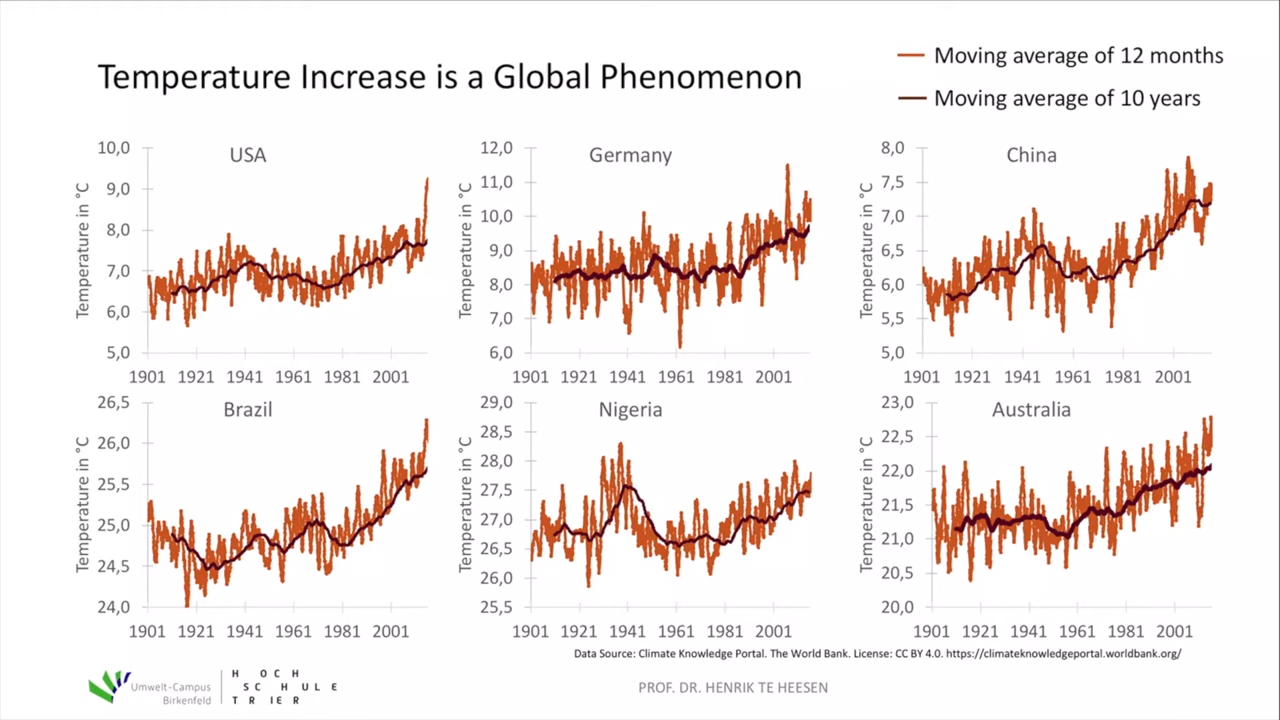 Temperature Increase is a Global Phenomenon
Moving average of 12 months
Moving average of 10 years
USA
Temperature in °C
10,0
9,0
8,0
7,0
6,0
5,0
1901 1921 1941 1961 1981 2001
Germany
Temperature in °C
12,0
11,0
10,0
9,0
8,0
7,0
6,0
1901 1921 1941 1961 1981 2001
China
Temperature in °C
8,0
7,5
7,0
6,5
6,0
5,5
5,0
1901 1921 1941 1961 1981 2001
Brazil
Temperature in °C
26,5
26,0
25,5
25,0
24,5
24,0
1901 1921 1941 1961 1981 2001
Nigeria
Temperature in °C
29,0
28,5
28,0
27,5
27,0
26,5
26,0
25,5
1901 1921 1941 1961 1981 2001
Australia
Temperature in °C
23,0
22,5
22,0
21,5
21,0
20,5
20,0
1901 1921 1941 1961 1981 2001
Data Source: Climate Knowledge Portal. The World Bank. License: CC BY 4.0. https://climateknowledgeportal.worldbank.org/
Umwelt-Campus
Birkenfeld
HOCH
SCHULE
TRIER
PROF. DR. HENRIK TE HEESEN